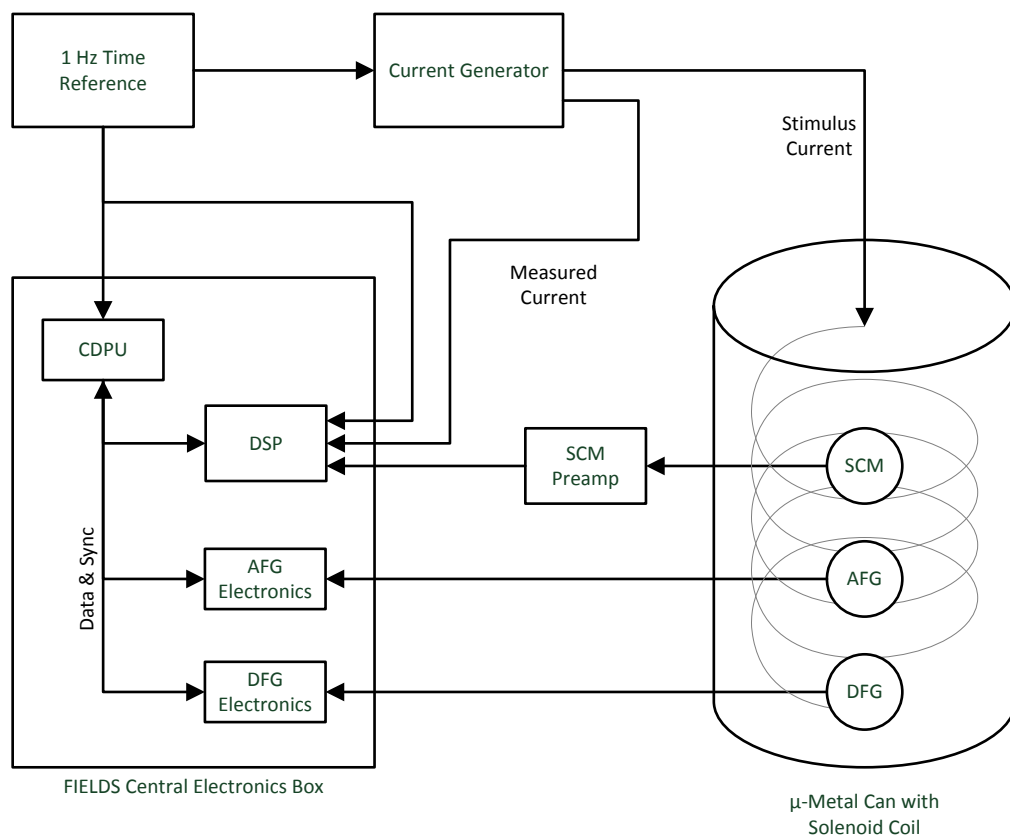 1 Hz Time
Reference
Current Generator
Stimulus
Current
Measured
Current
CDPU
DSP
SCM
Preamp
SCM
Data & Sync
AFG
Electronics
AFG
DFG
Electronics
DFG
FIELDS Central Electronics Box
μ-Metal Can with
Solenoid Coil